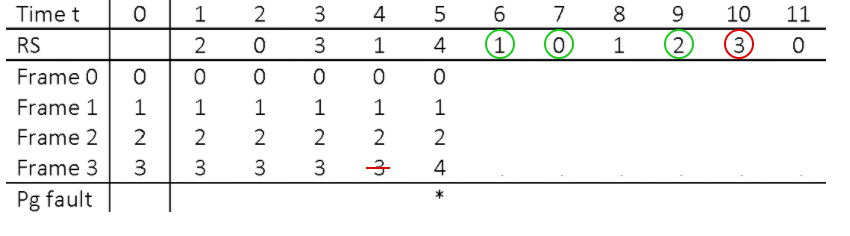 Time t 0 1 2 3 4 5 6 7 8 9 10 11
RS 2 0 3 1 4 1 0 1 2 3 0
Frame 0 0 0 0 0 0 0
Frame 1 1 1 1 1 1 1
Frame 2 2 2 2 2 2 2
Frame 3 3 3 3 3 3 4
Pg fault *